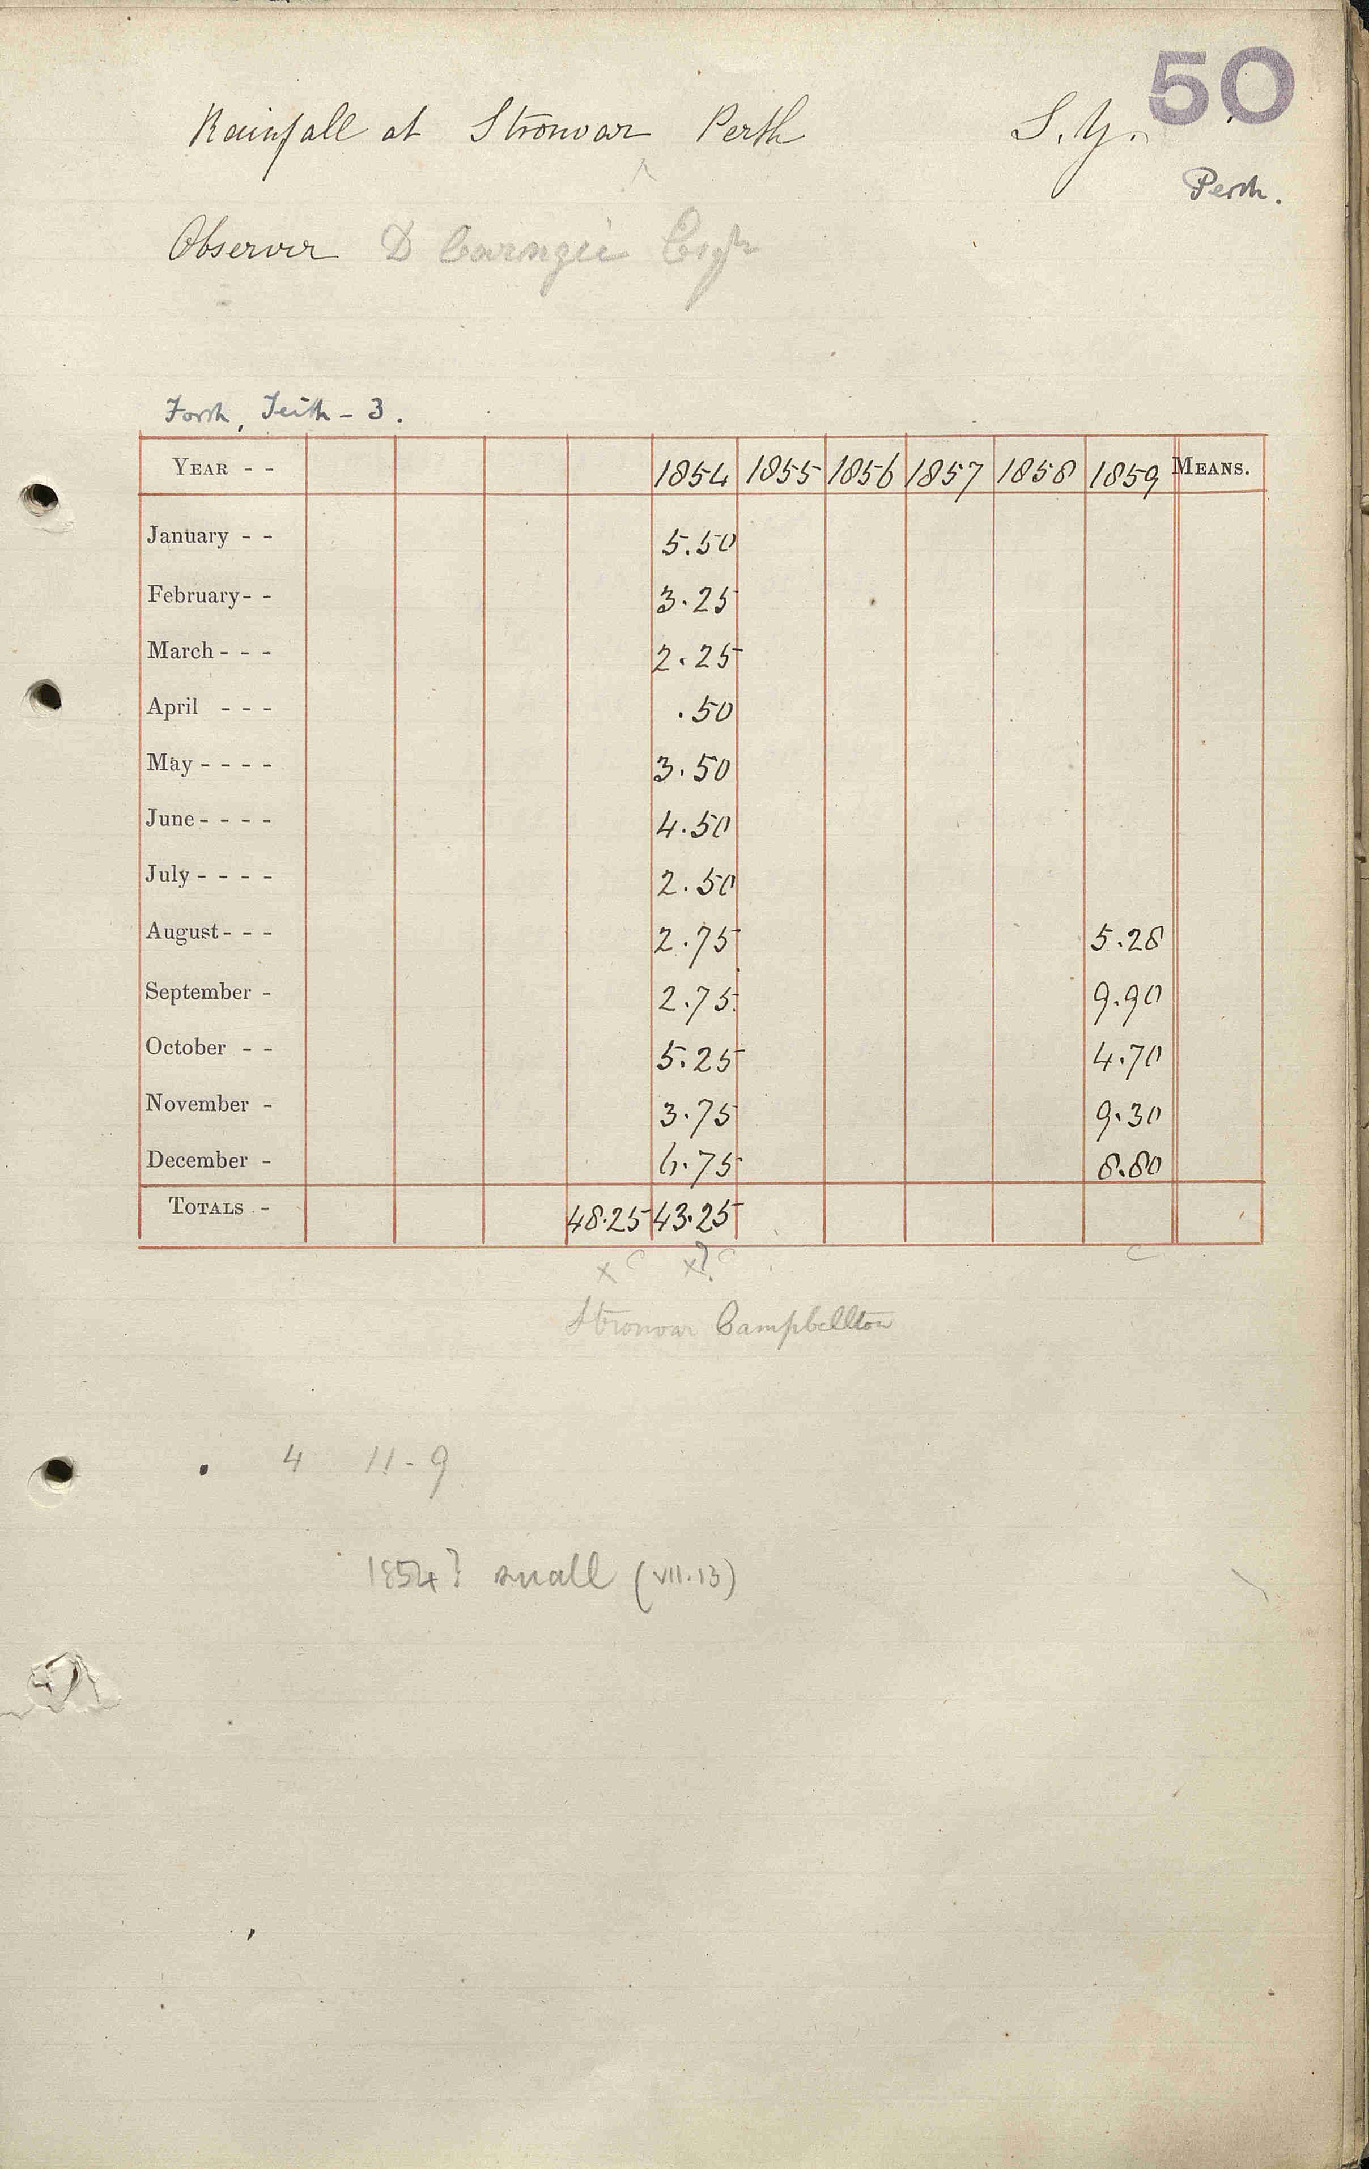 50
Rainfall at Stronvar Perth S. Y.
Perth.
Observer D Carnegie Esqr
Forth, Teith - 3.
YEAR - - 1854 1855 1856 1857 1858 1859 MEANS.
January - - 5.50
February - - 3.25
March - - - 2.25
April - - - .50
May - - - - 3.50
June - - - - 4.50
July - - - - 2.50
August - - - 2.75 5.28
September - 2.75 9.90
October - - 5.25 4.70
November - 3.75 9.30
December - 6.75 8.80
TOTALS - 48.25 43.25
x c x? c c
Stronvar Campbellton
4 11 - 9
1854? small (VII.13)